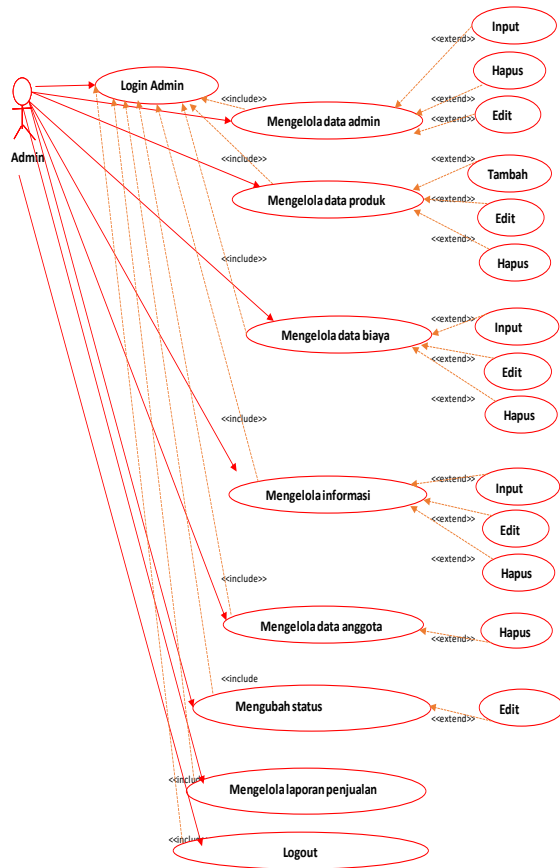 Input
<<extend>>
Hapus
Login Admin
<<include>>
<<extend>>
Mengelola data admin
Edit
<<extend>>
Admin
<<include>>
<<extend>>
Tambah
Mengelola data produk
<<extend>>
Edit
<<extend>>
Hapus
<<include>>
<<extend>>
Input
Mengelola data biaya
<<extend>>
Edit
<<extend>>
Hapus
<<include>>
<<extend>>
Input
Mengelola informasi
<<extend>>
Edit
<<extend>>
Hapus
<<include>>
Mengelola data anggota
<<extend>>
Hapus
<<include
Mengubah status
Edit
<<extend>>
<<include>>
Mengelola laporan penjualan
<<include>>
Logout